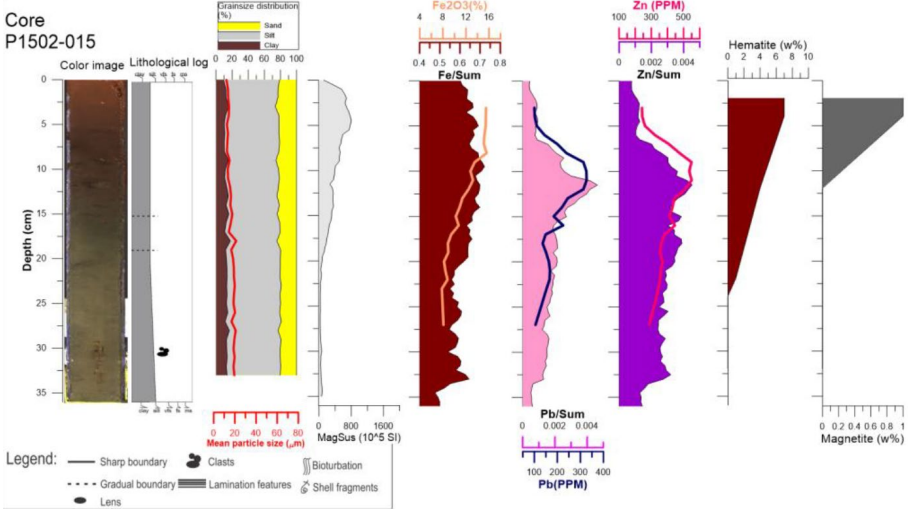 Core
P1502-015
Color image
Lithological log
Grainsize distribution
(%)
Sand
Silt
Clay
0 20 40 60 80 100
Fe2O3(%)
4 8 12 16
0.4 0.5 0.6 0.7 0.8
Fe/Sum
Zn (PPM)
100 300 500
0 0.002 0.004
Zn/Sum
Hematite (w%)
0 2 4 6 8 10
Depth (cm)
0
5
10
15
20
25
30
35
0 20 40 60 80
Mean particle size (μm)
0 800 1600
MagSus (10^5 SI)
Pb/Sum
0 0.002 0.004
100 200 300 400
Pb(PPM)
0 0.2 0.4 0.6 0.8 1
Magnetite (w%)
Legend:
Sharp boundary
Clasts
Bioturbation
Gradual boundary
Lamination features
Shell fragments
Lens